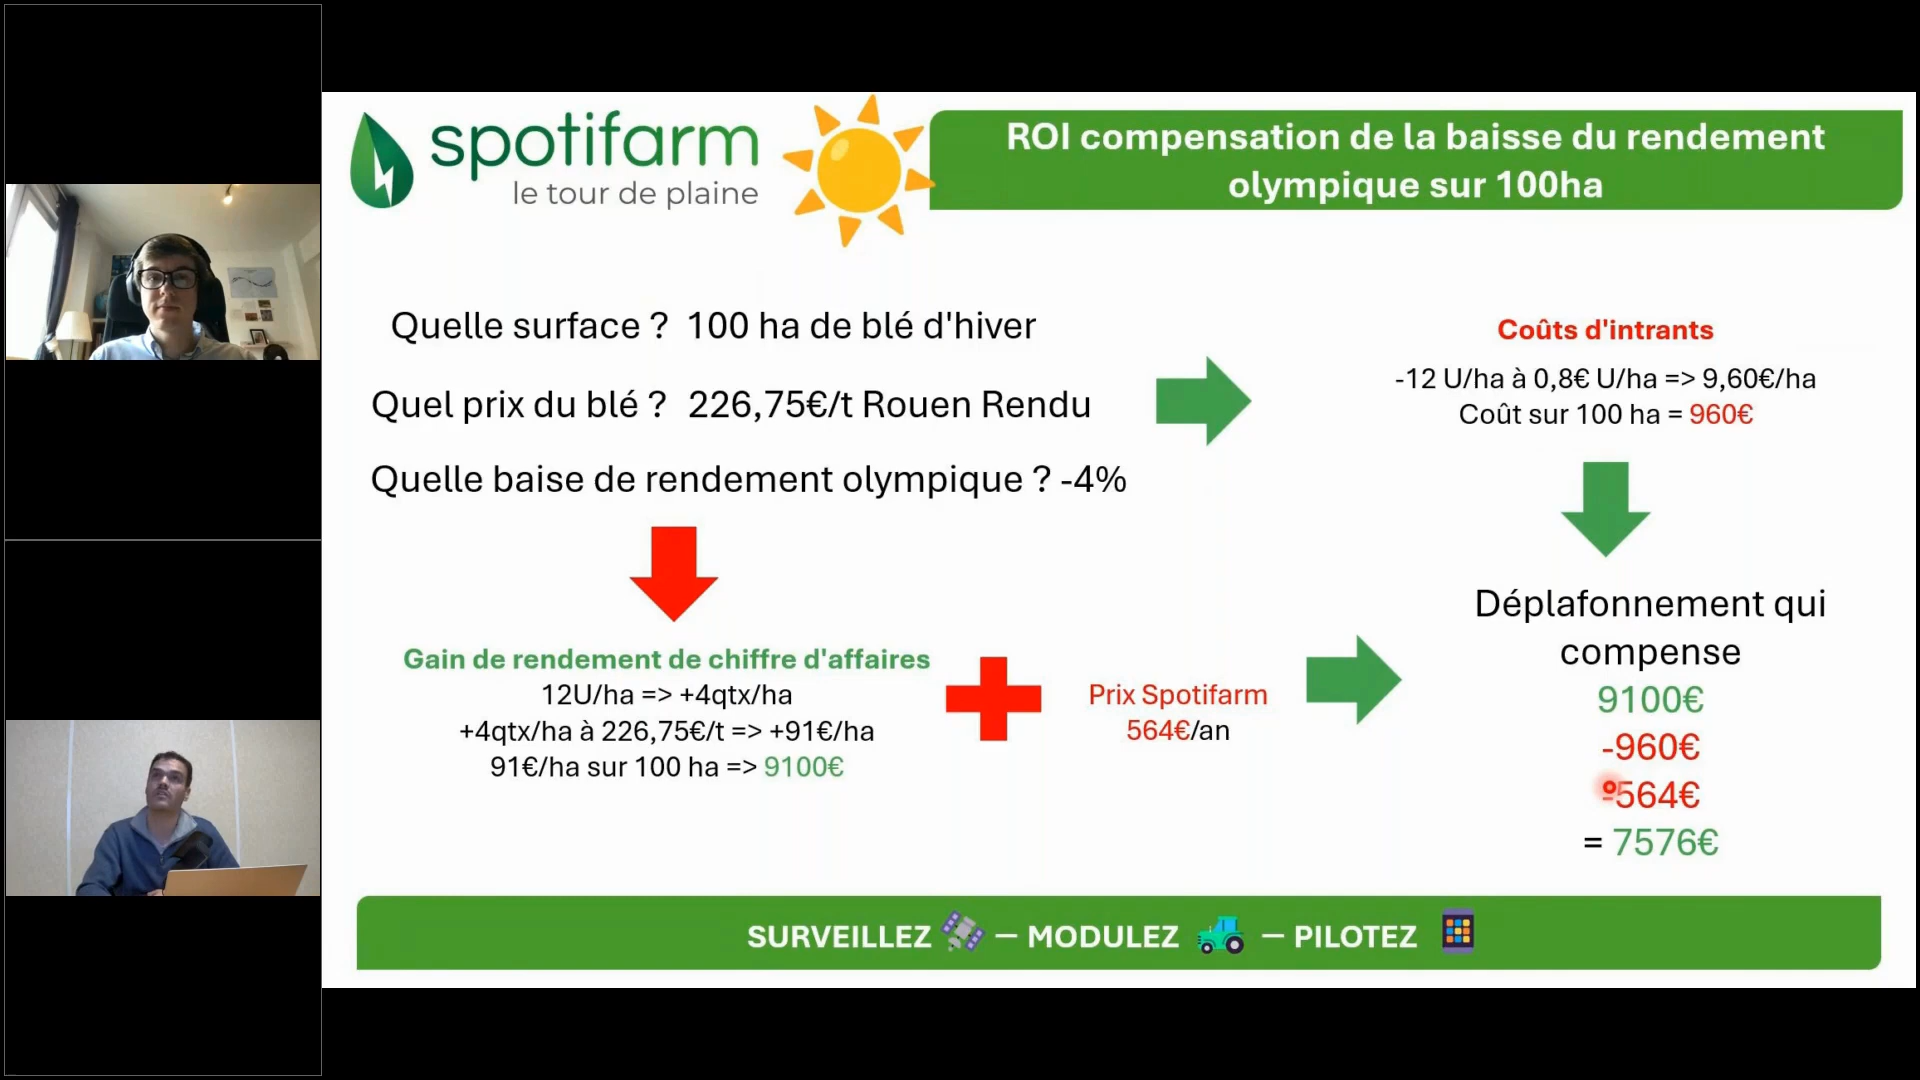 spotifarm
le tour de plaine
ROI compensation de la baisse du rendement
olympique sur 100ha
Quelle surface ? 100 ha de blé d'hiver
Quel prix du blé ? 226,75€/t Rouen Rendu
Quelle baise de rendement olympique ? -4%
Coûts d'intrants
-12 U/ha à 0,8€ U/ha => 9,60€/ha
Coût sur 100 ha = 960€
Gain de rendement de chiffre d'affaires
12U/ha => +4qtx/ha
+4qtx/ha à 226,75€/t => +91€/ha
91€/ha sur 100 ha => 9100€
Prix Spotifarm
564€/an
Déplafonnement qui
compense
9100€
-960€
-564€
= 7576€
SURVEILLEZ – MODULEZ – PILOTEZ